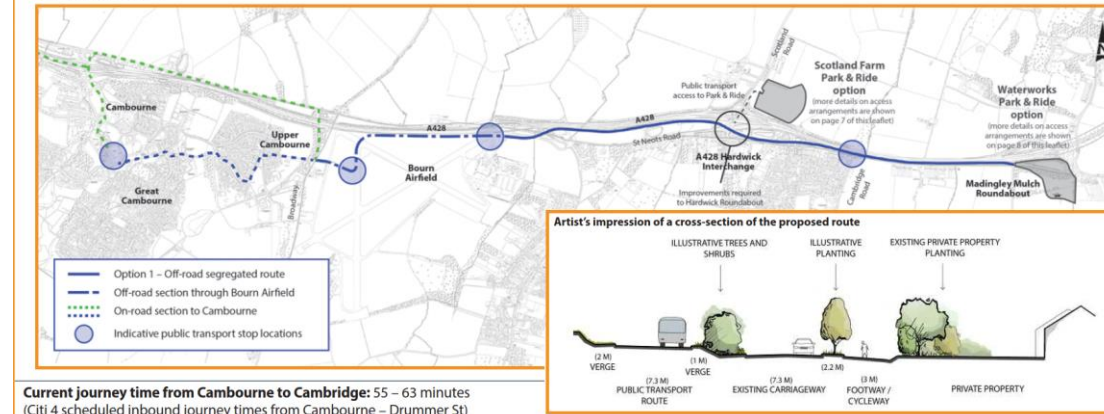 Scotland
Road
Scotland Farm
Park & Ride
option
(more details on access
arrangements are shown
on page 7 of this leaflet)
Waterworks
Park & Ride
option
(more details on access
arrangements are shown
on page 8 of this leaflet)
Public transport
access to Park & Ride
Cambourne
Upper
Cambourne
A428
A428
St Neots Road
A428 Hardwick
Interchange
Great
Cambourne
Broadway
Bourn
Airfield
Improvements required
to Hardwick Roundabout
Cambridge
Road
Madingley Mulch
Roundabout
Option 1 – Off-road segregated route
Off-road section through Bourn Airfield
On-road section to Cambourne
Indicative public transport stop locations
Artist's impression of a cross-section of the proposed route
ILLUSTRATIVE TREES AND
SHRUBS
ILLUSTRATIVE
PLANTING
EXISTING PRIVATE PROPERTY
PLANTING
(2 M)
VERGE
(7.3 M)
PUBLIC TRANSPORT
ROUTE
(1 M)
VERGE
(7.3 M)
EXISTING CARRIAGEWAY
(2.2 M)
(3 M)
FOOTWAY /
CYCLEWAY
PRIVATE PROPERTY
Current journey time from Cambourne to Cambridge: 55 – 63 minutes
(Citi 4 scheduled inbound journey times from Cambourne – Drummer St)